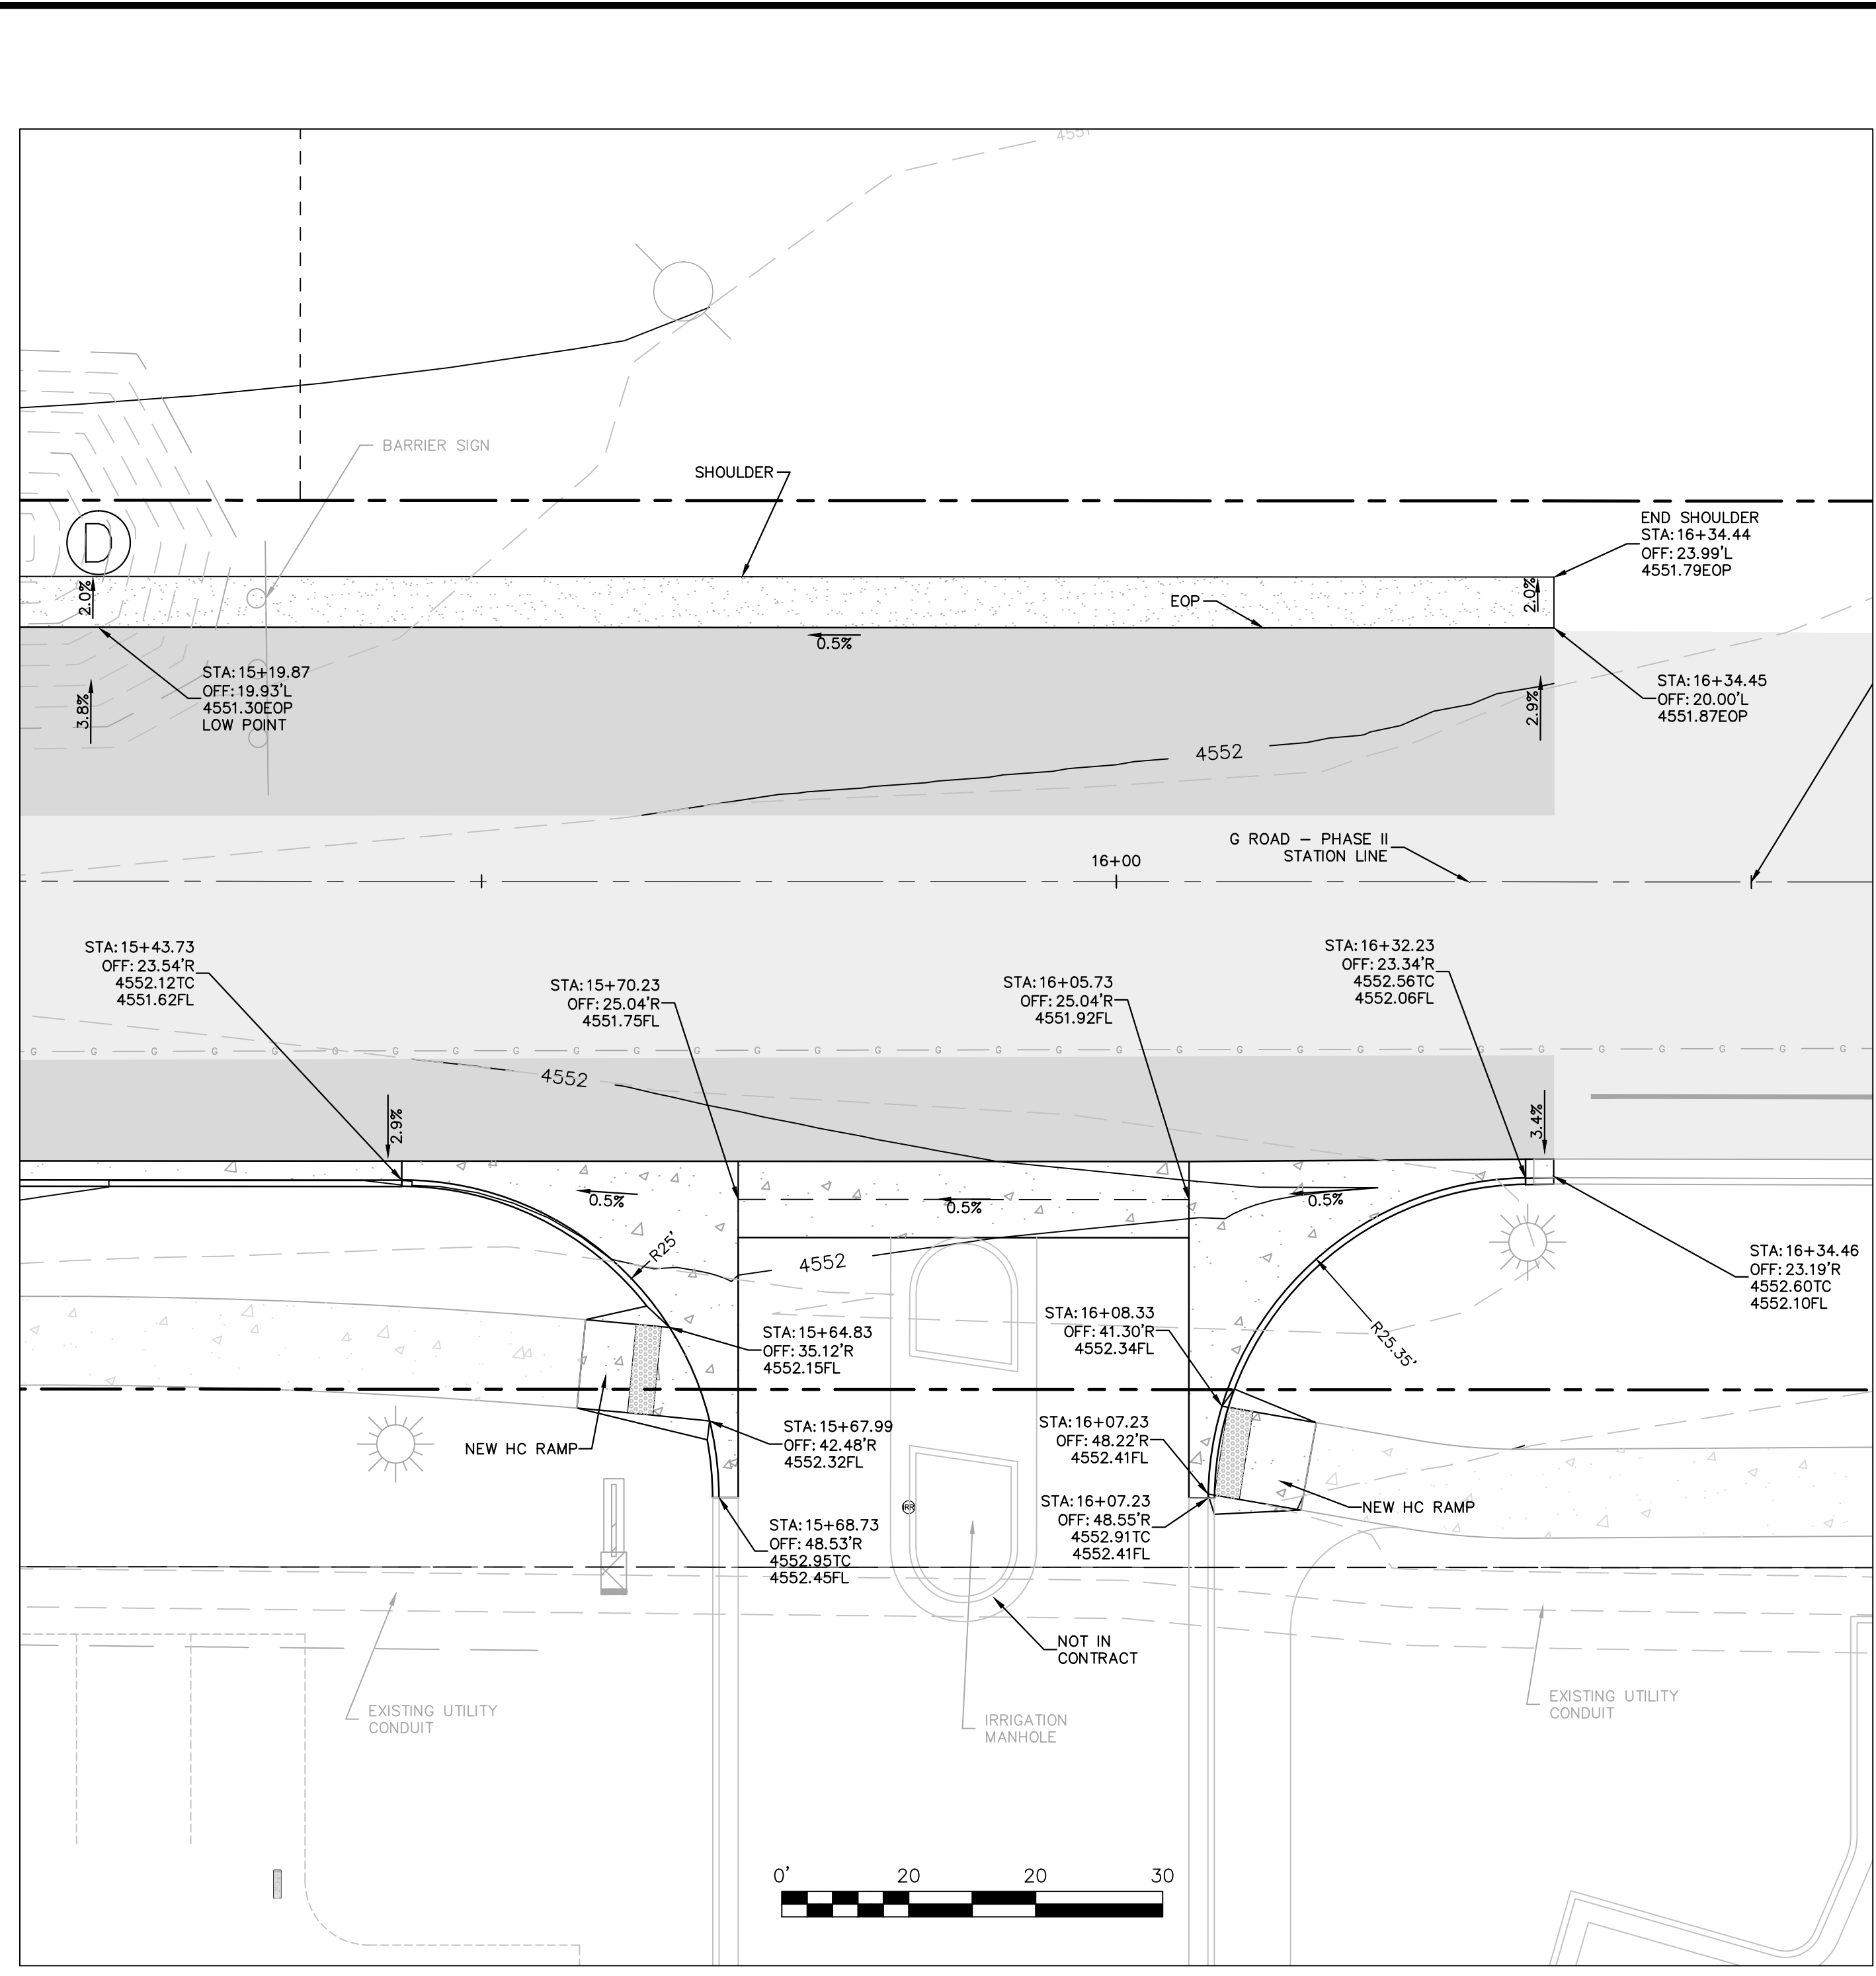 4551
BARRIER SIGN
SHOULDER
END SHOULDER
STA:16+34.44
OFF:23.99'L
4551.79EOP
D
2.0%
2.0%
EOP
0.5%
STA:15+19.87
OFF:19.93'L
4551.30EOP
LOW POINT
3.8%
STA:16+34.45
OFF:20.00'L
4551.87EOP
2.9%
4552
G ROAD – PHASE II
STATION LINE
16+00
STA:15+43.73
OFF:23.54'R
4552.12TC
4551.62FL
STA:15+70.23
OFF:25.04'R
4551.75FL
STA:16+05.73
OFF:25.04'R
4551.92FL
STA:16+32.23
OFF:23.34'R
4552.56TC
4552.06FL
G G G G G G G G G G G G G G G G G G G G G G G G G G G G G G G
4552
2.9%
3.4%
0.5%
0.5%
0.5%
R25'
4552
STA:16+34.46
OFF:23.19'R
4552.60TC
4552.10FL
STA:15+64.83
OFF:35.12'R
4552.15FL
STA:16+08.33
OFF:41.30'R
4552.34FL
R25.35'
NEW HC RAMP
STA:15+67.99
OFF:42.48'R
4552.32FL
STA:16+07.23
OFF:48.22'R
4552.41FL
STA:16+07.23
OFF:48.55'R
4552.91TC
4552.41FL
NEW HC RAMP
IRR
STA:15+68.73
OFF:48.53'R
4552.95TC
4552.45FL
NOT IN
CONTRACT
EXISTING UTILITY
CONDUIT
IRRIGATION
MANHOLE
EXISTING UTILITY
CONDUIT
0' 20 20 30